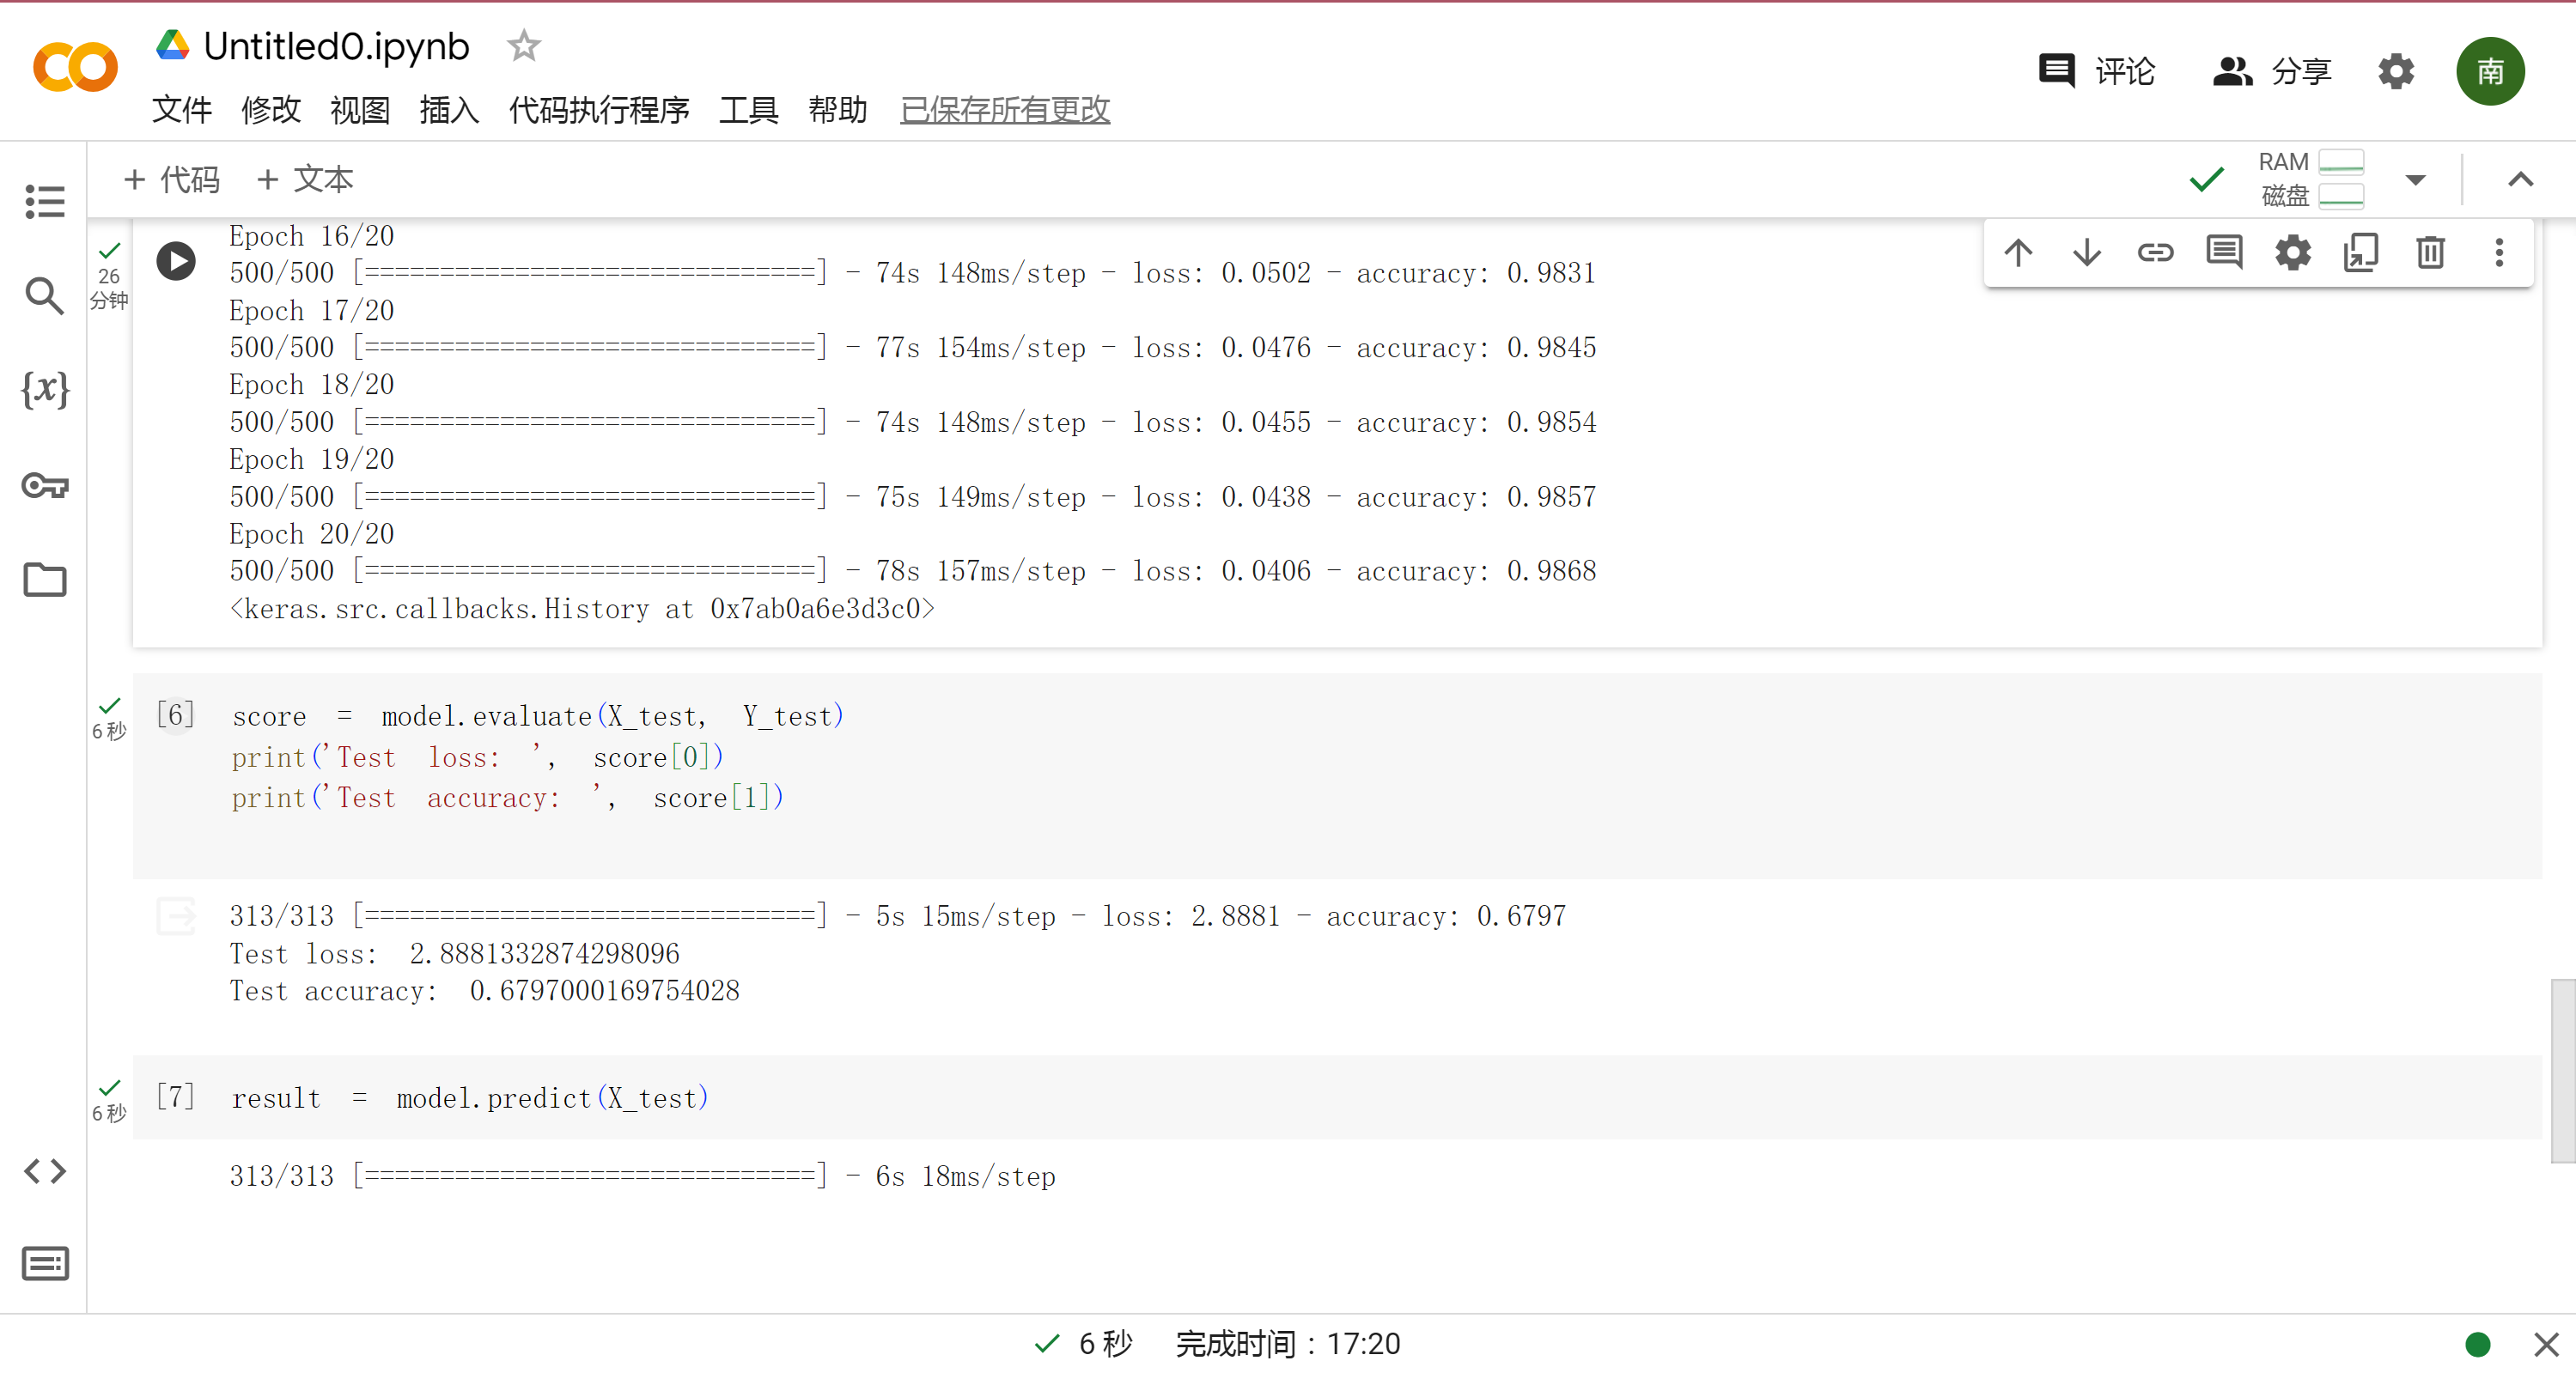 Untitled0.ipynb
文件 修改 视图 插入 代码执行程序 工具 帮助 已保存所有更改
评论 分享 南
+ 代码 + 文本
RAM
磁盘
26
分钟
Epoch 16/20
500/500 [==============================] - 74s 148ms/step - loss: 0.0502 - accuracy: 0.9831
Epoch 17/20
500/500 [==============================] - 77s 154ms/step - loss: 0.0476 - accuracy: 0.9845
Epoch 18/20
500/500 [==============================] - 74s 148ms/step - loss: 0.0455 - accuracy: 0.9854
Epoch 19/20
500/500 [==============================] - 75s 149ms/step - loss: 0.0438 - accuracy: 0.9857
Epoch 20/20
500/500 [==============================] - 78s 157ms/step - loss: 0.0406 - accuracy: 0.9868
<keras.src.callbacks.History at 0x7ab0a6e3d3c0>
6 秒
[6] score = model.evaluate(X_test, Y_test)
print('Test loss: ', score[0])
print('Test accuracy: ', score[1])
313/313 [==============================] - 5s 15ms/step - loss: 2.8881 - accuracy: 0.6797
Test loss:  2.8881332874298096
Test accuracy:  0.6797000169754028
6 秒
[7] result = model.predict(X_test)
313/313 [==============================] - 6s 18ms/step
6 秒 完成时间：17:20